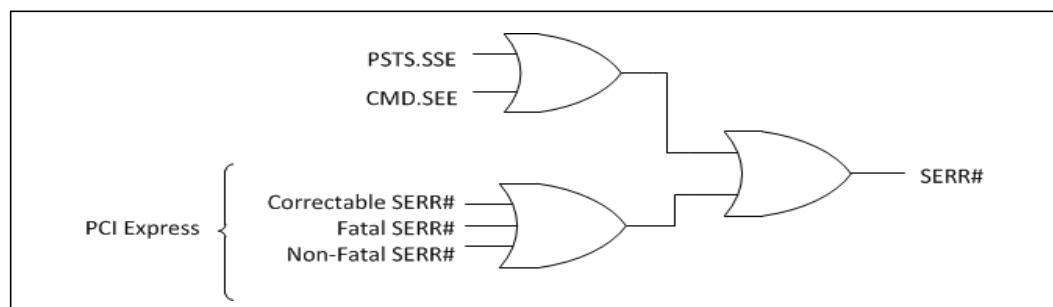 PSTS.SSE
CMD.SEE
SERR#
PCI Express
Correctable SERR#
Fatal SERR#
Non-Fatal SERR#